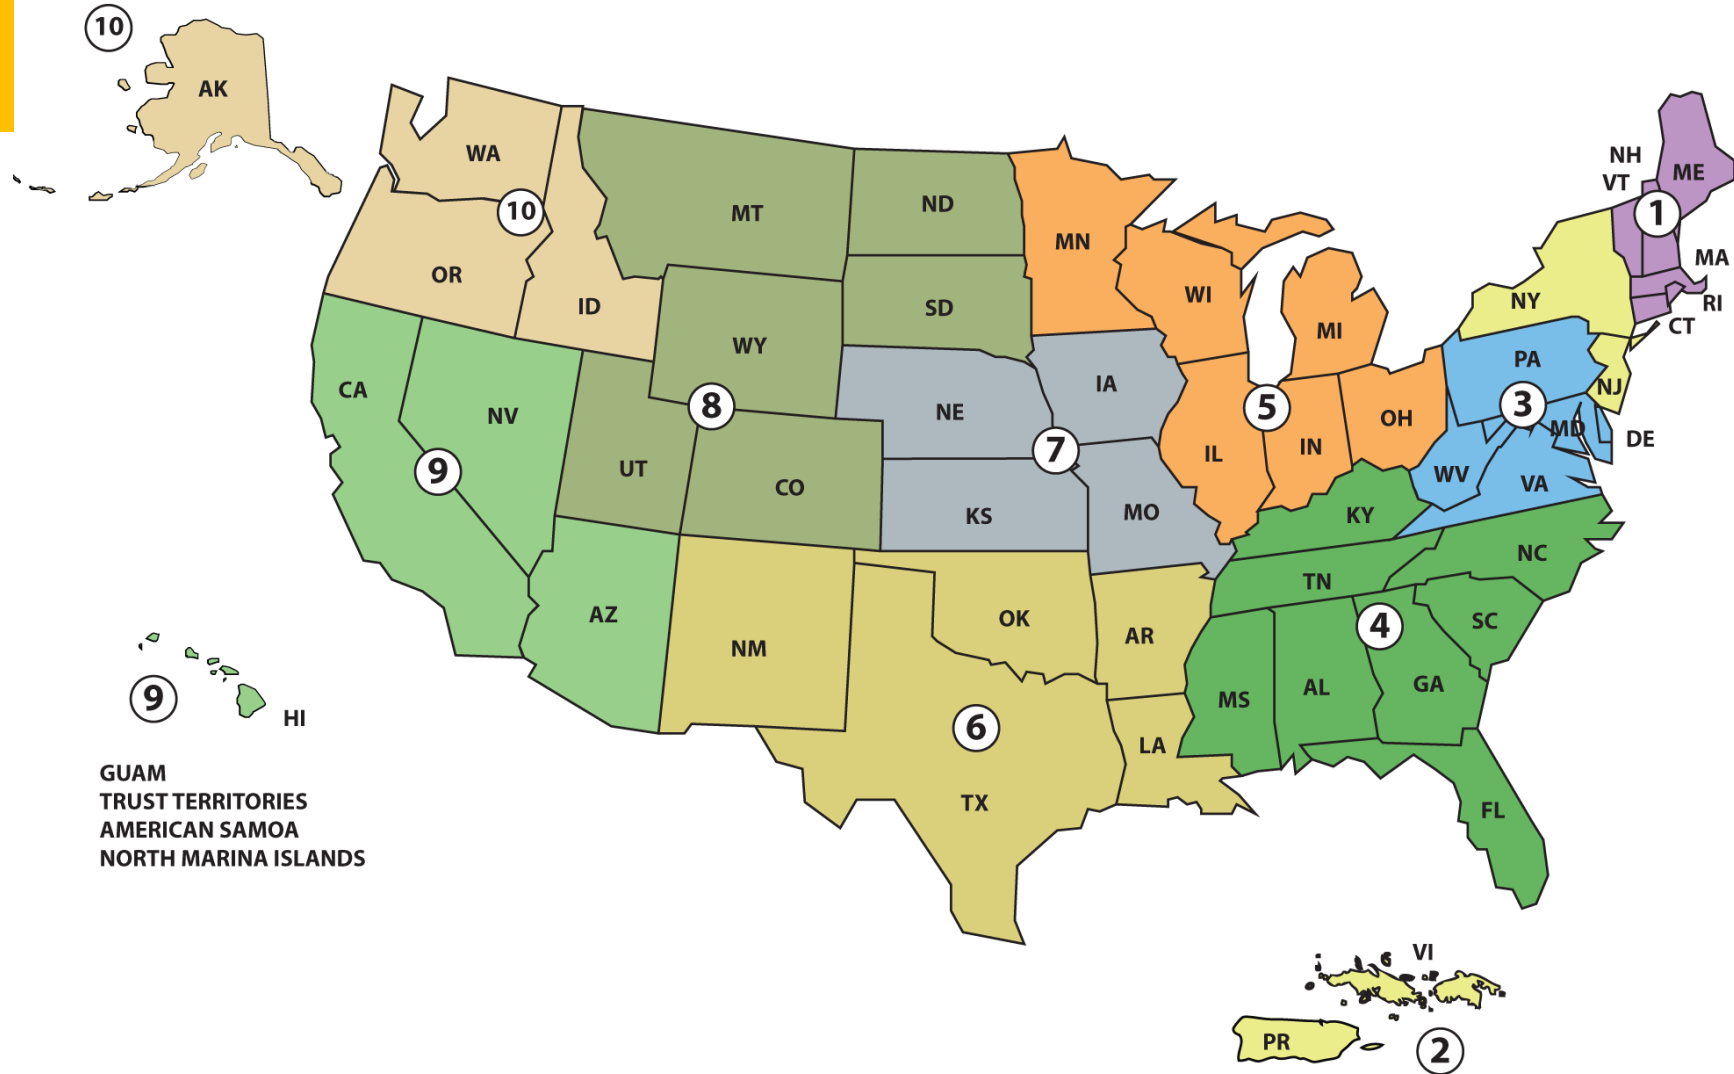 10
AK
WA
10
OR
ID
MT
ND
MN
SD
WY
WI
MI
NH
VT
ME
1
MA
RI
CT
NY
PA
NJ
3
MD
DE
WV
VA
CA
NV
9
UT
8
CO
NE
IA
7
KS
MO
5
IL
IN
OH
KY
NC
TN
4
SC
AZ
NM
OK
AR
MS
AL
GA
6
LA
TX
FL
9
HI
GUAM
TRUST TERRITORIES
AMERICAN SAMOA
NORTH MARINA ISLANDS
VI
PR
2